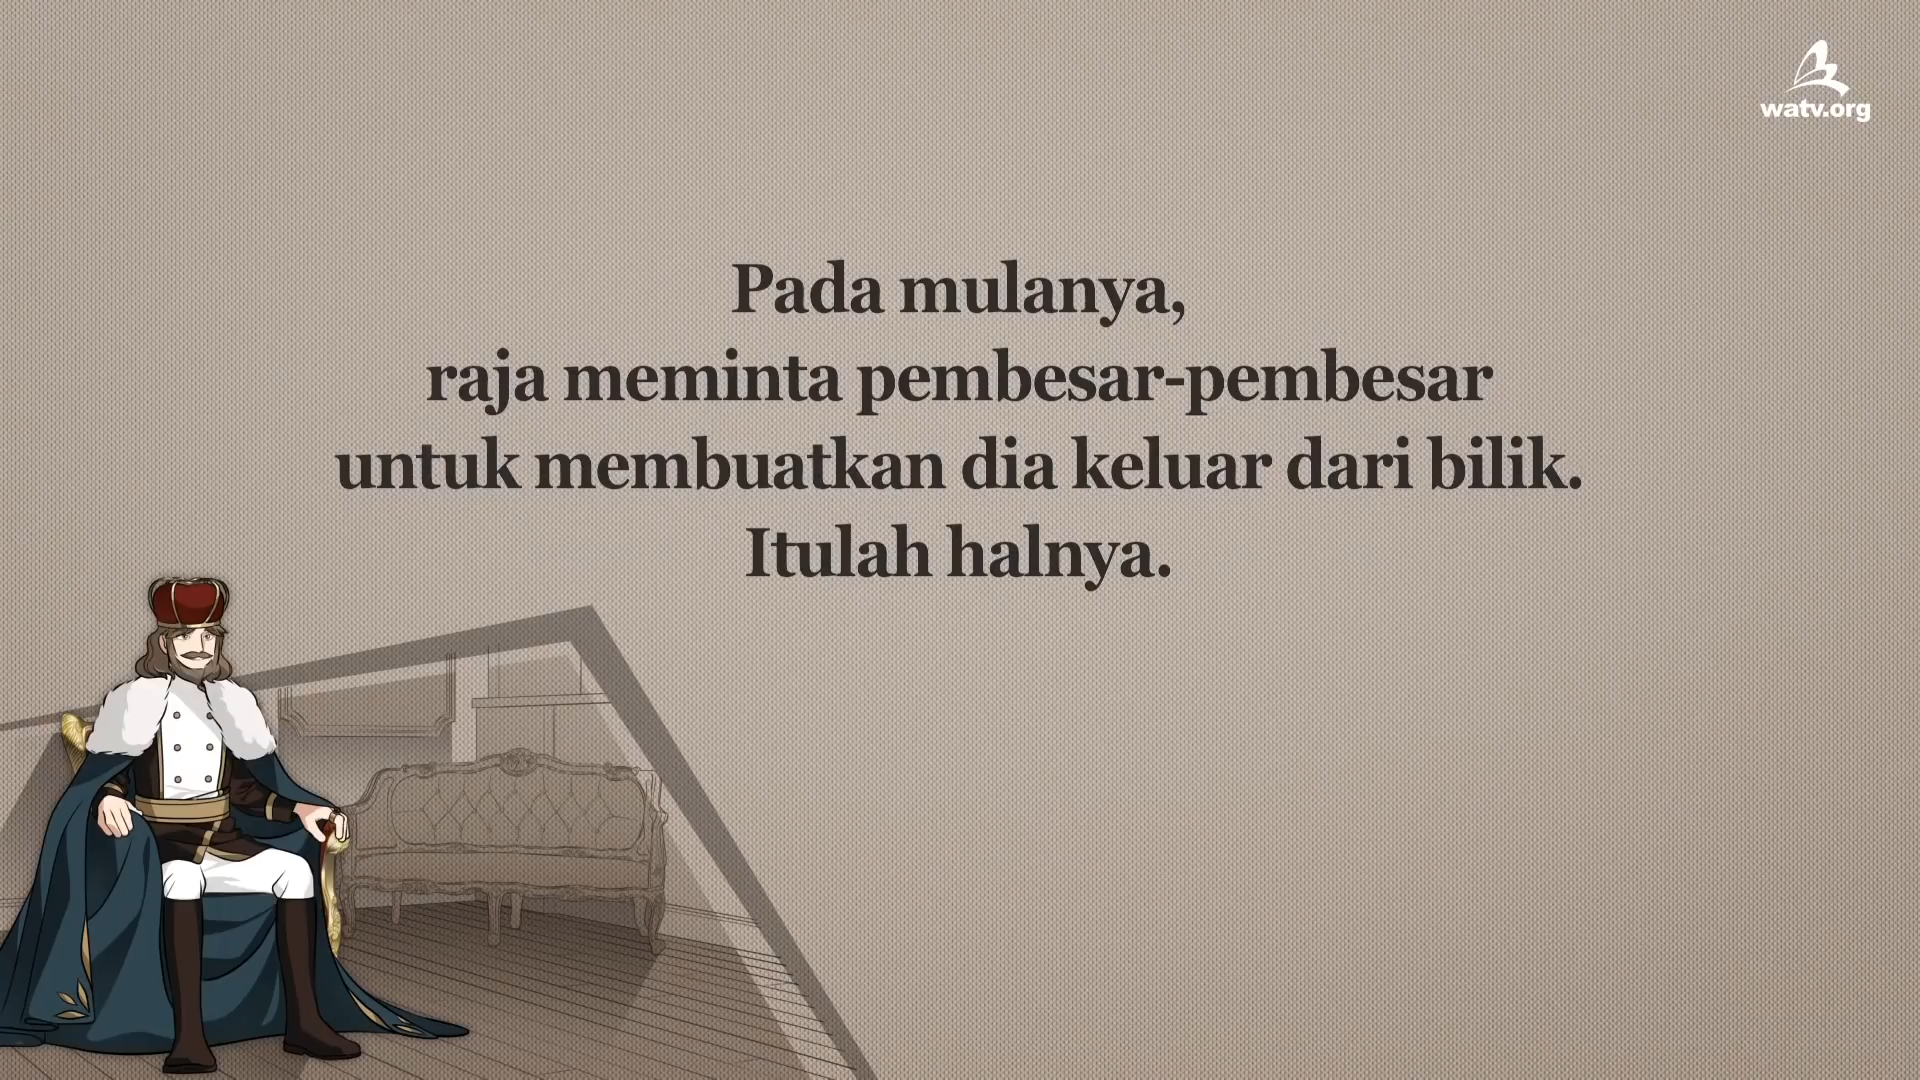 watv.org
Pada mulanya,
raja meminta pembesar-pembesar
untuk membuatkan dia keluar dari bilik.
Itulah halnya.